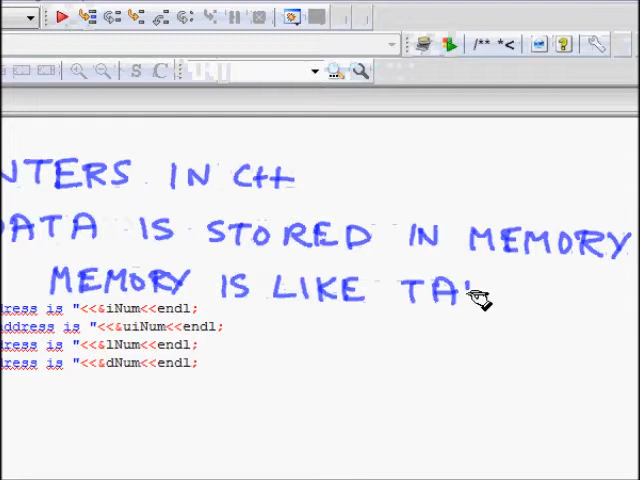 S C
/** *<
NTERS IN C++
DATA IS STORED IN MEMORY
MEMORY IS LIKE TA
dress is "<<&iNum<<endl;
address is "<<&uiNum<<endl;
dress is "<<&lNum<<endl;
dress is "<<&dNum<<endl;